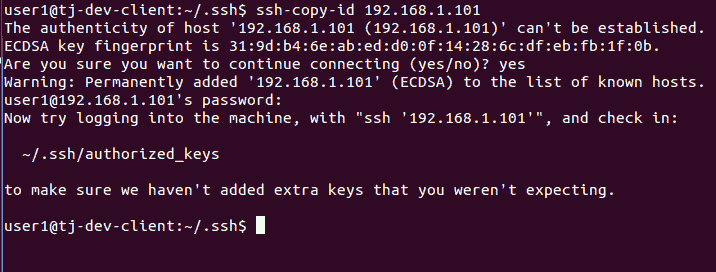 user1@tj-dev-client:~/.ssh$ ssh-copy-id 192.168.1.101
The authenticity of host '192.168.1.101 (192.168.1.101)' can't be established.
ECDSA key fingerprint is 31:9d:b4:6e:ab:ed:d0:0f:14:28:6c:df:eb:fb:1f:0b.
Are you sure you want to continue connecting (yes/no)? yes
Warning: Permanently added '192.168.1.101' (ECDSA) to the list of known hosts.
user1@192.168.1.101's password:
Now try logging into the machine, with "ssh '192.168.1.101'", and check in:
~/.ssh/authorized_keys
to make sure we haven't added extra keys that you weren't expecting.
user1@tj-dev-client:~/.ssh$